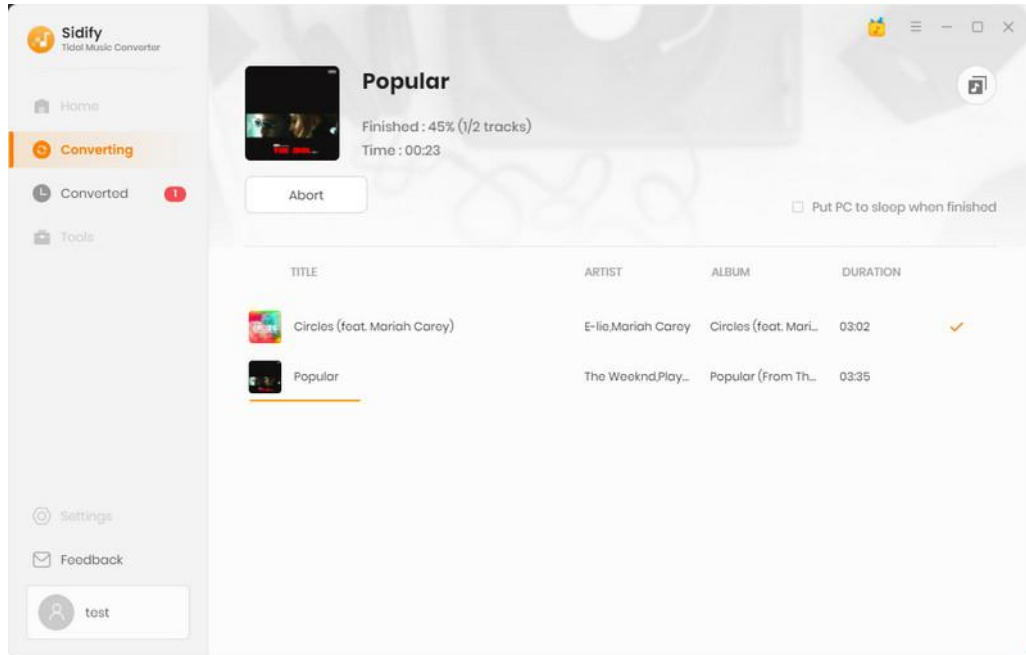 Sidify
Tidal Music Converter
Home
Converting
Converted 1
Tools
Settings
Feedback
test
Popular
Finished : 45% (1/2 tracks)
Time : 00:23
Abort
Put PC to sleep when finished
TITLE ARTIST ALBUM DURATION
Circles (feat. Mariah Carey) E-lie,Mariah Carey Circles (feat. Mari... 03:02
Popular The Weeknd,Play... Popular (From Th... 03:35